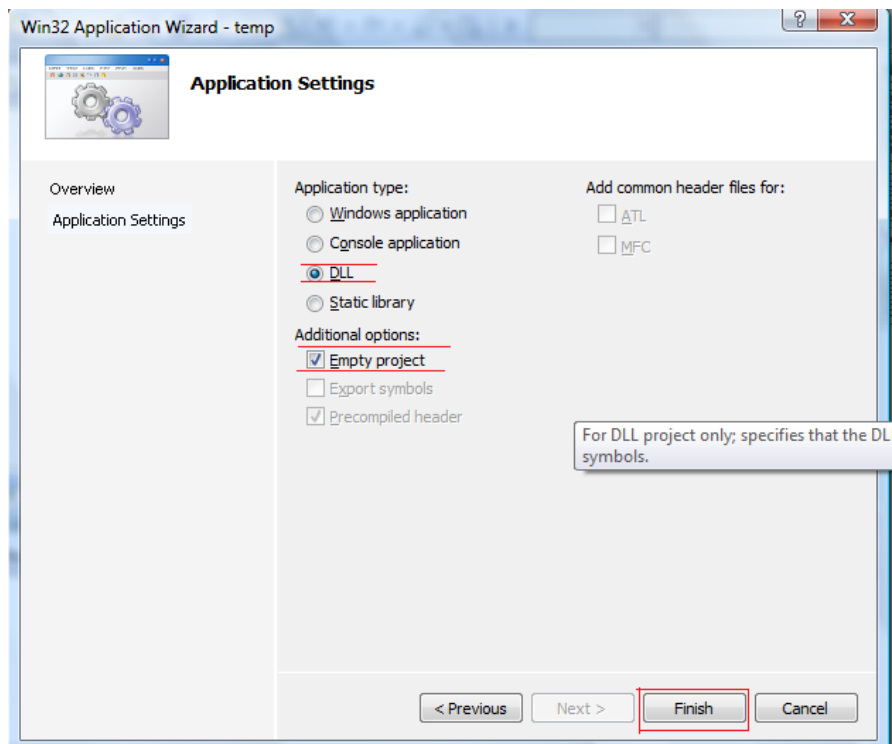 Win32 Application Wizard - temp
Application Settings
Overview
Application Settings
Application type:
Windows application
Console application
DLL
Static library
Additional options:
Empty project
Export symbols
Precompiled header
Add common header files for:
ATL
MFC
For DLL project only; specifies that the DL
symbols.
< Previous
Next >
Finish
Cancel